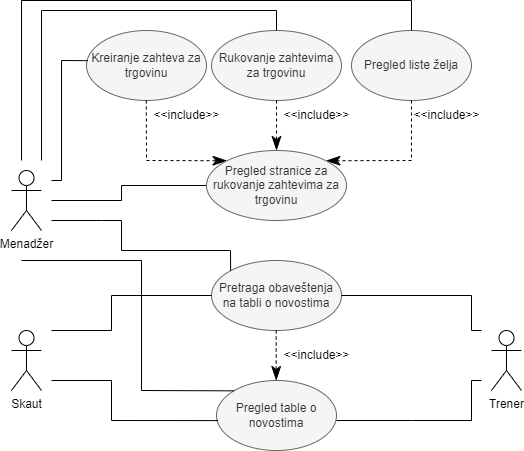 Kreiranje zahteva za
trgovinu
Rukovanje zahtevima
za trgovinu
Pregled liste želja
<<include>>
<<include>>
<<include>>
Pregled stranice za
rukovanje zahtevima za
trgovinu
Menadžer
Pretraga obaveštenja
na tabli o novostima
<<include>>
Skaut
Pregled table o
novostima
Trener